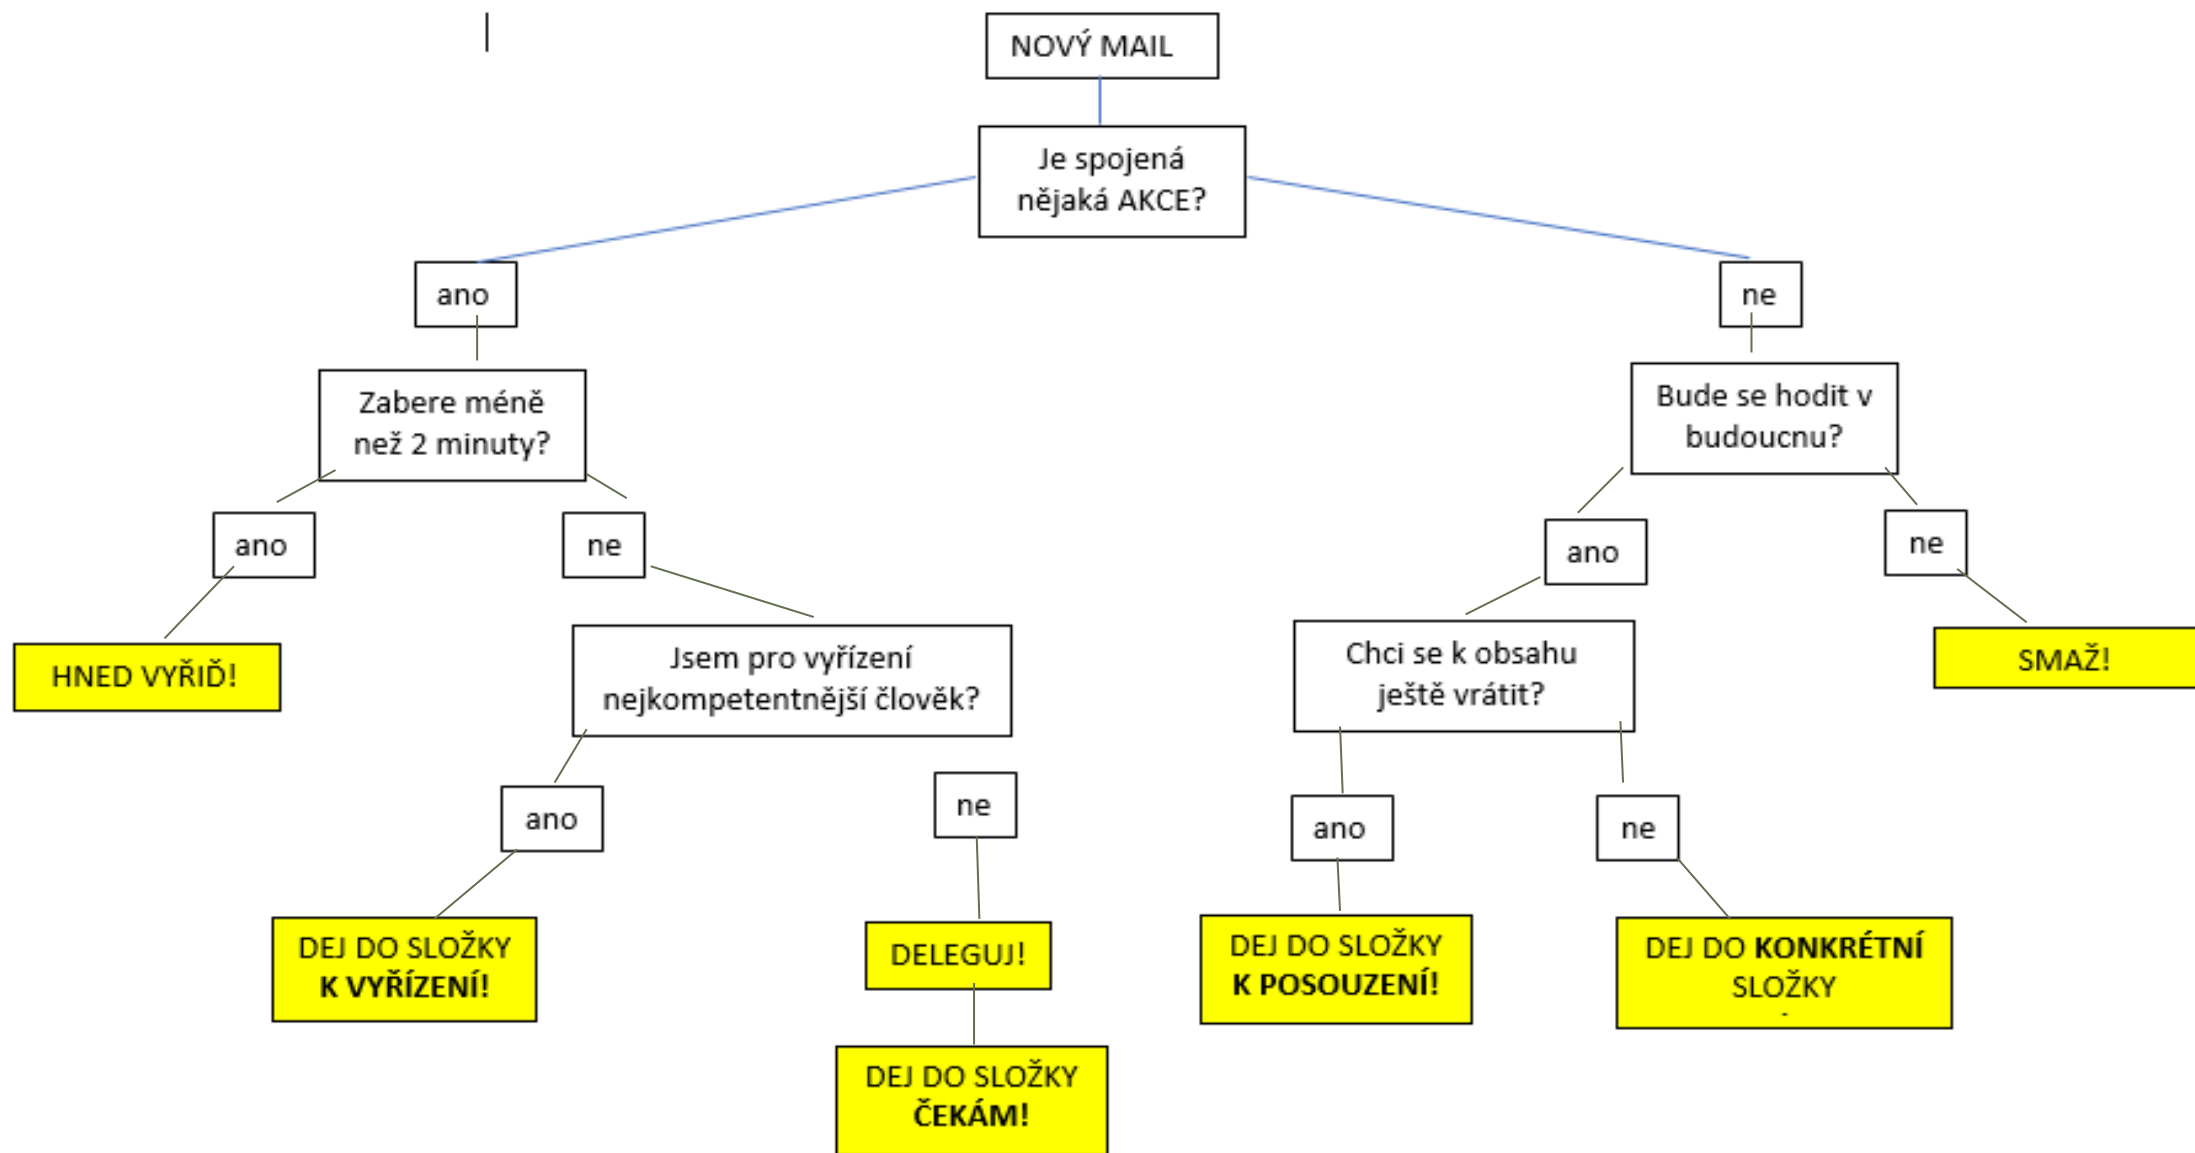 NOVÝ MAIL
Je spojená
nějaká AKCE?
ano
ne
Zabere méně
než 2 minuty?
Bude se hodit v
budoucnu?
ano
ne
ano
ne
HNED VYŘIĎ!
Jsem pro vyřízení
nejkompetentnější člověk?
Chci se k obsahu
ještě vrátit?
SMAŽ!
ano
ne
ano
ne
DEJ DO SLOŽKY
K VYŘÍZENÍ!
DELEGUJ!
DEJ DO SLOŽKY
K POSOUZENÍ!
DEJ DO KONKRÉTNÍ
SLOŽKY
DEJ DO SLOŽKY
ČEKÁM!